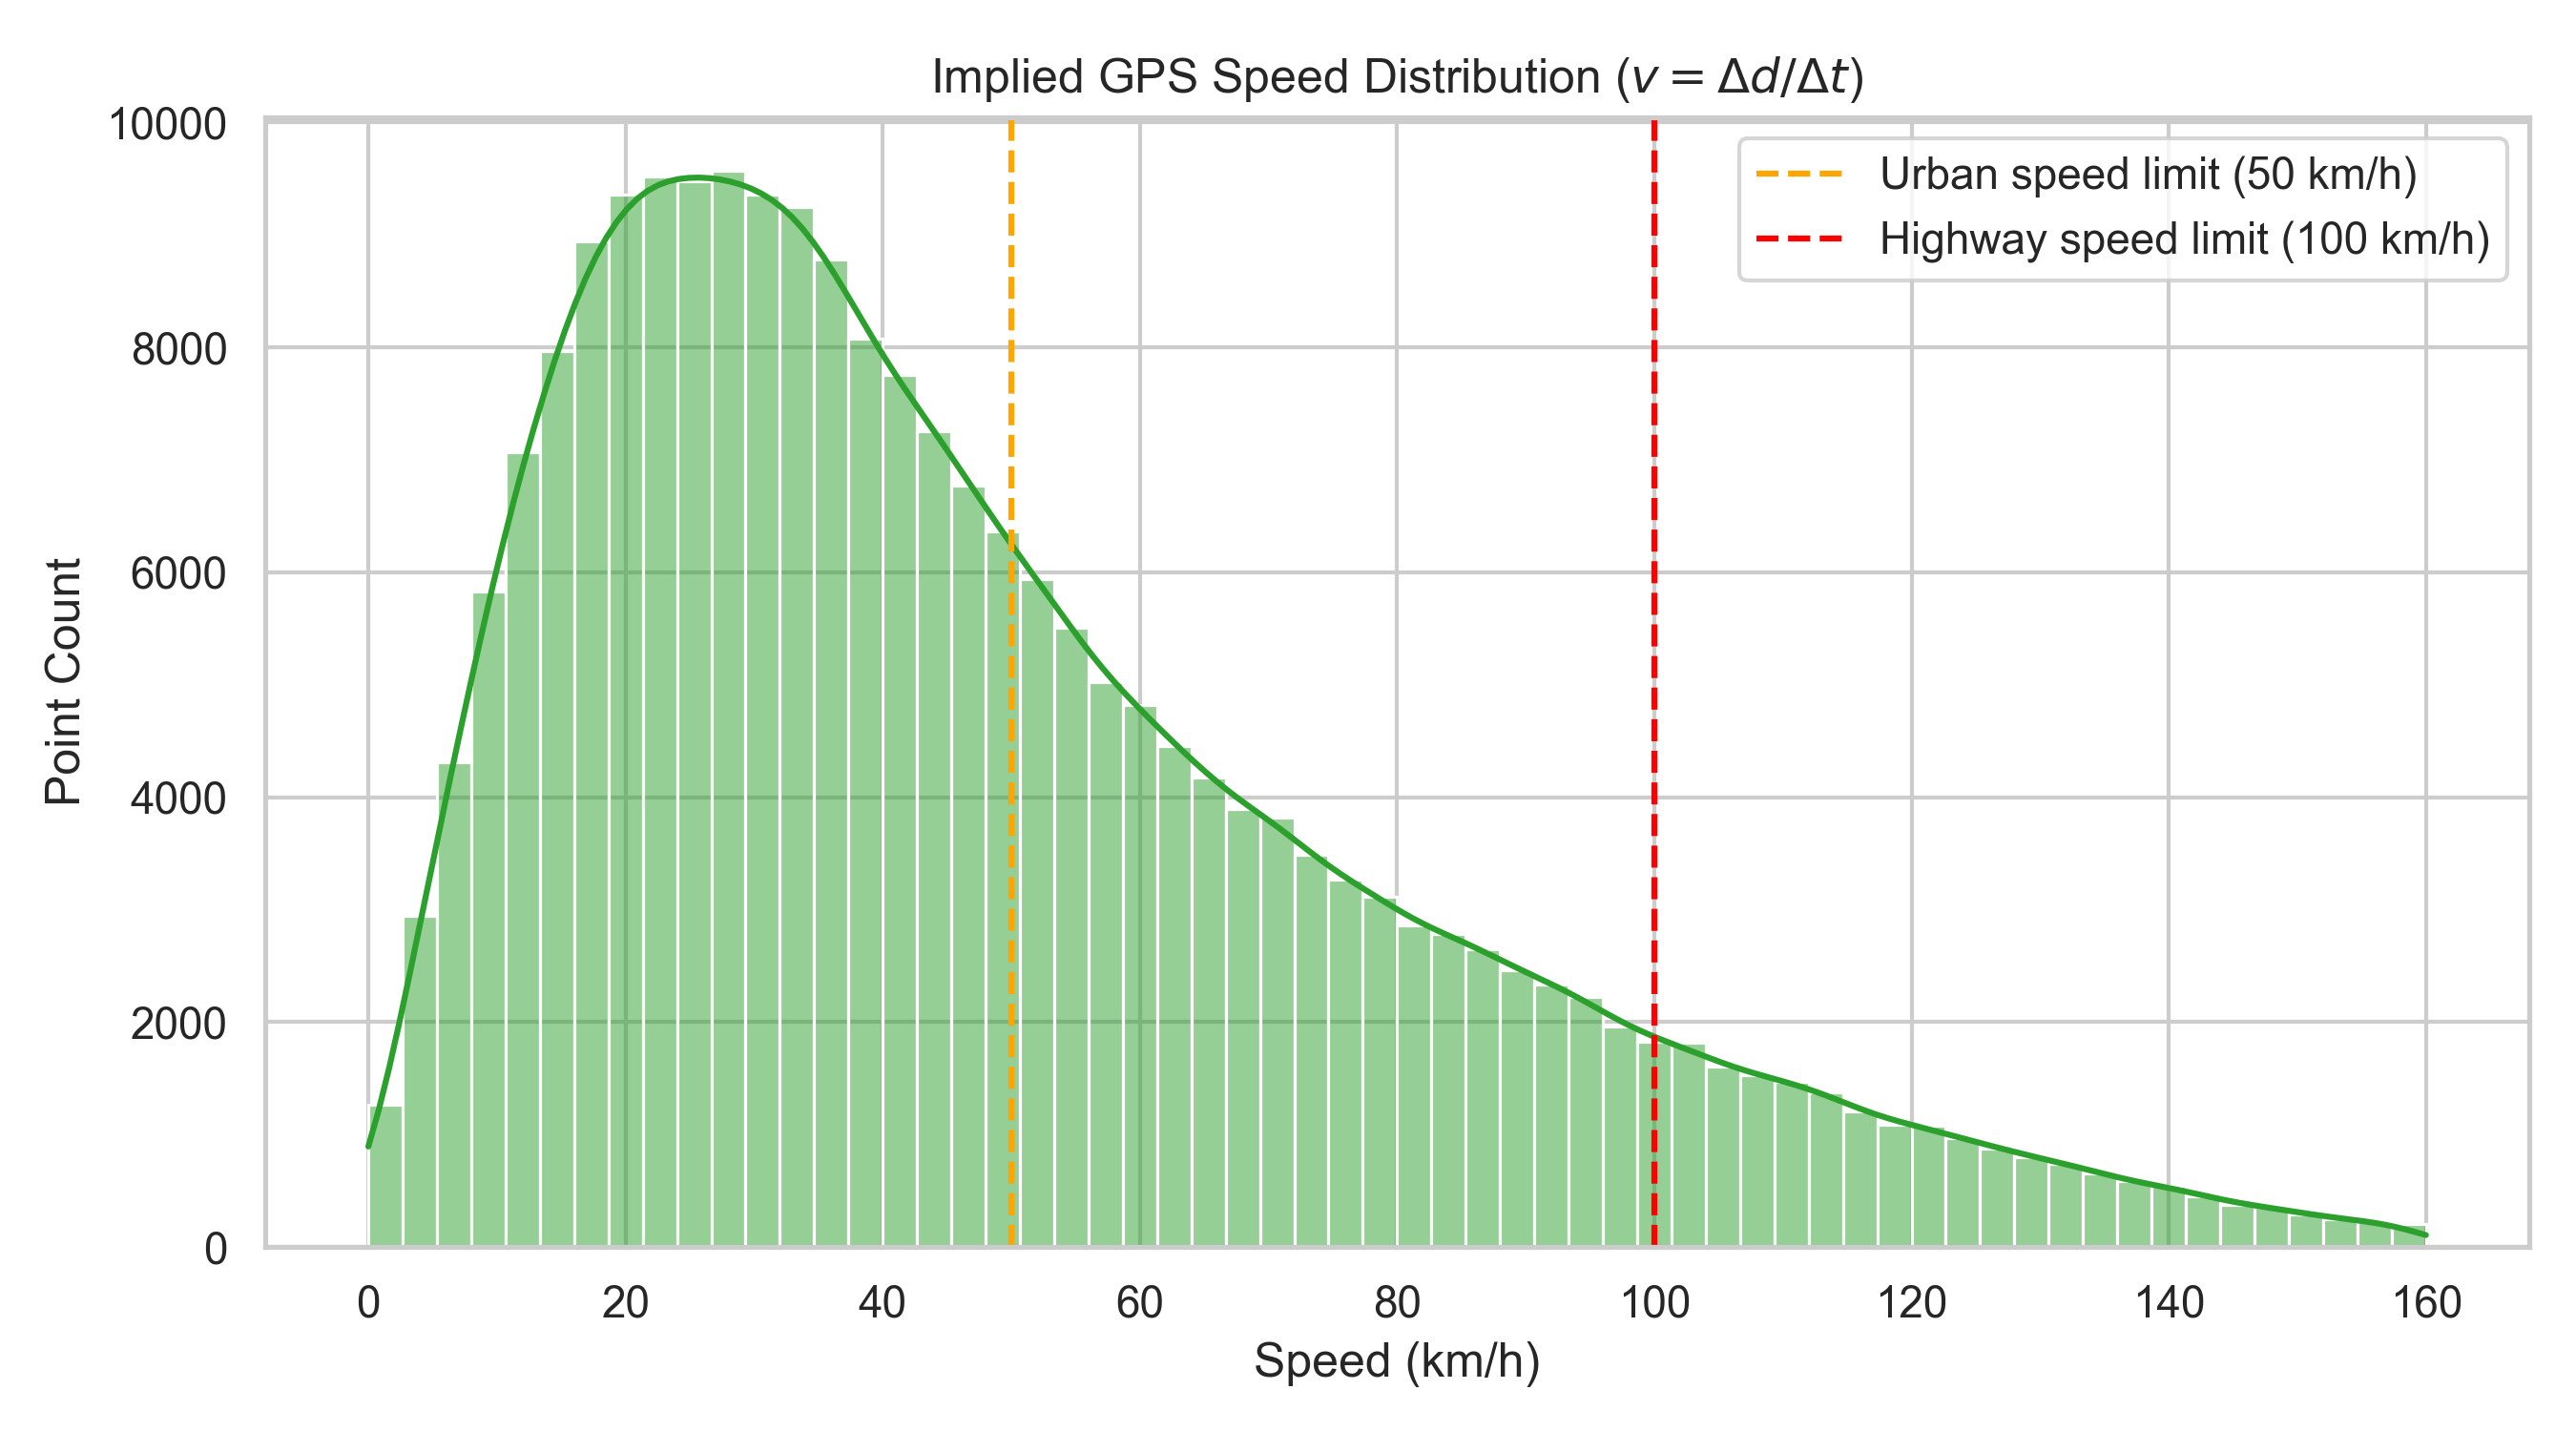 Implied GPS Speed Distribution (v = Δd/Δt)
Urban speed limit (50 km/h)
Highway speed limit (100 km/h)
Point Count
10000
8000
6000
4000
2000
0
0 20 40 60 80 100 120 140 160
Speed (km/h)